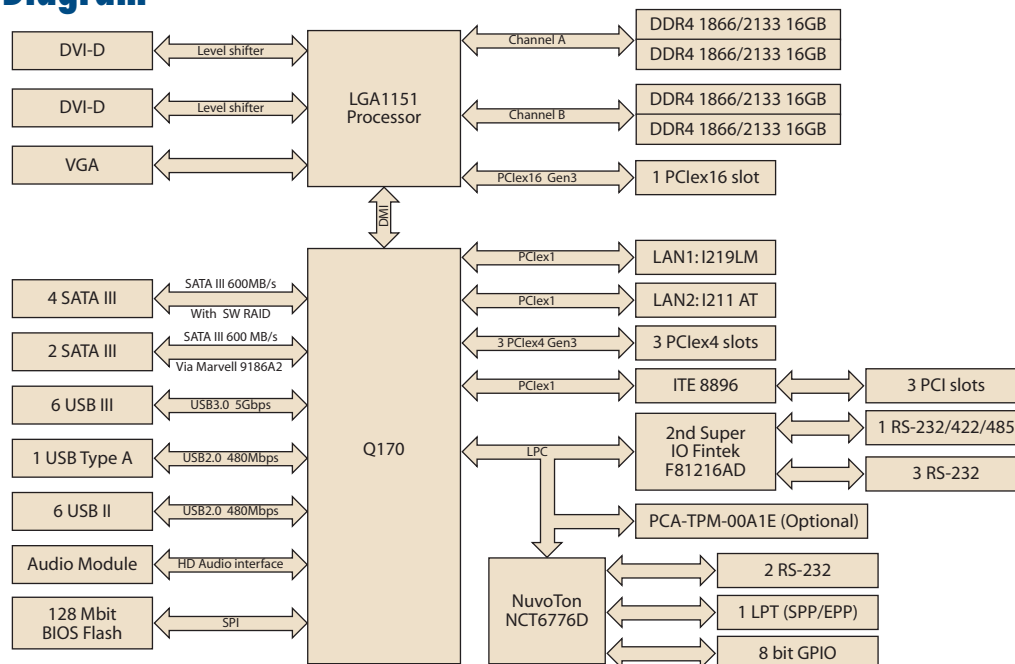 Diagram
DVI-D
Level shifter
DVI-D
Level shifter
VGA
LGA1151
Processor
Channel A
DDR4 1866/2133 16GB
DDR4 1866/2133 16GB
Channel B
DDR4 1866/2133 16GB
DDR4 1866/2133 16GB
PCIex16 Gen3
1 PCIex16 slot
DMI
4 SATA III
SATA III 600MB/s
With SW RAID
2 SATA III
SATA III 600 MB/s
Via Marvell 9186A2
6 USB III
USB3.0 5Gbps
1 USB Type A
USB2.0 480Mbps
6 USB II
USB2.0 480Mbps
Audio Module
HD Audio interface
128 Mbit
BIOS Flash
SPI
Q170
PCIex1
LAN1: I219LM
PCIex1
LAN2: I211 AT
3 PCIex4 Gen3
3 PCIex4 slots
PCIex1
ITE 8896
3 PCI slots
LPC
2nd Super
IO Fintek
F81216AD
1 RS-232/422/485
3 RS-232
PCA-TPM-00A1E (Optional)
NuvoTon
NCT6776D
2 RS-232
1 LPT (SPP/EPP)
8 bit GPIO